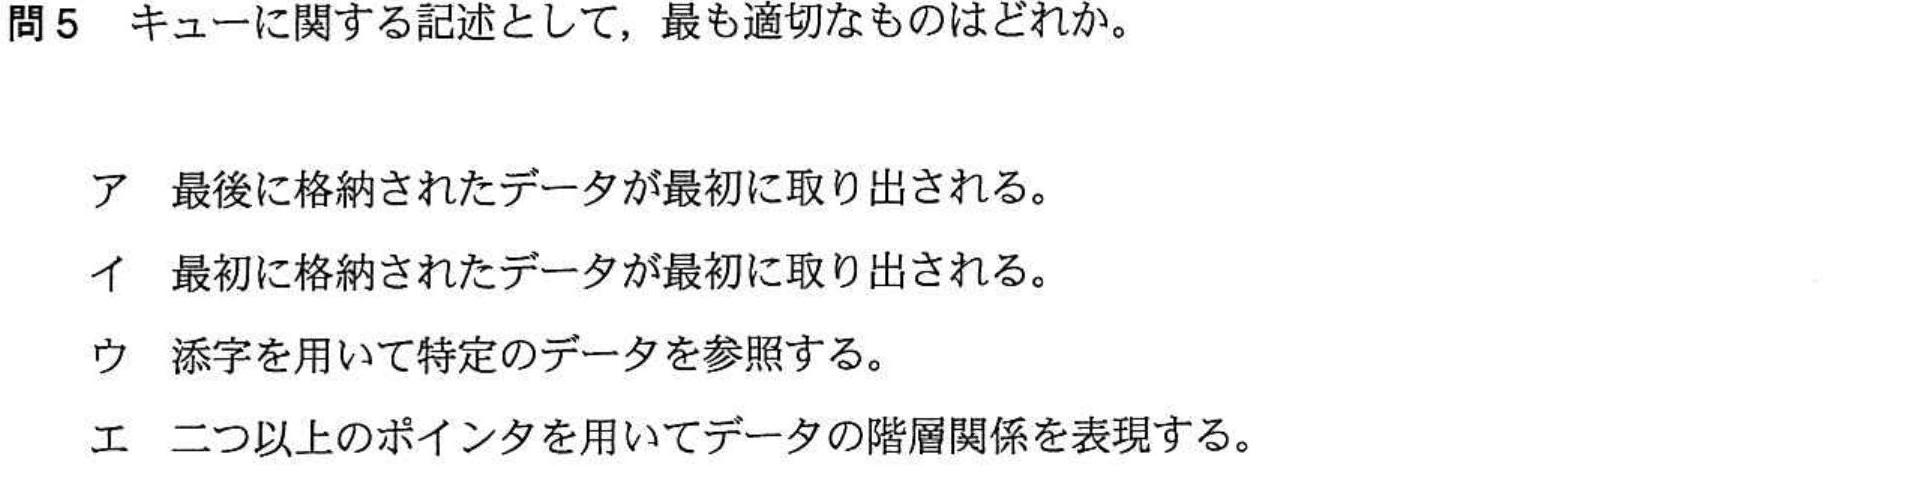 問5 キューに関する記述として，最も適切なものはどれか。
ア 最後に格納されたデータが最初に取り出される。
イ 最初に格納されたデータが最初に取り出される。
ウ 添字を用いて特定のデータを参照する。
エ 二つ以上のポインタを用いてデータの階層関係を表現する。